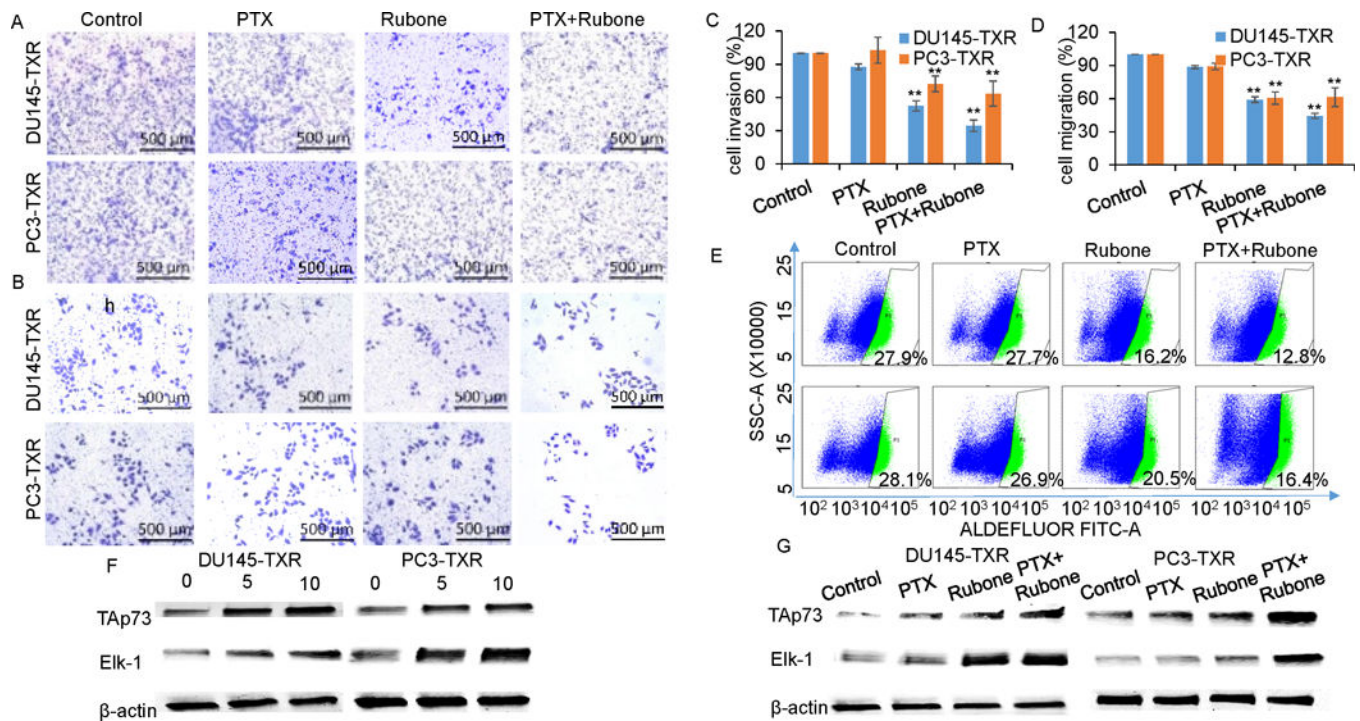 A
Control
PTX
Rubone
PTX+Rubone
DU145-TXR
500 µm
500 µm
500 µm
500 µm
PC3-TXR
500 µm
500 µm
500 µm
500 µm
B
h
DU145-TXR
500 µm
500 µm
500 µm
500 µm
PC3-TXR
500 µm
500 µm
500 µm
500 µm
C
cell invasion (%)
120
90
60
30
0
DU145-TXR
PC3-TXR
**
**
**
**
Control
PTX
Rubone
PTX+Rubone
D
cell migration (%)
120
90
60
30
0
DU145-TXR
PC3-TXR
**
**
**
**
Control
PTX
Rubone
PTX+Rubone
E
Control
PTX
Rubone
PTX+Rubone
SSC-A (X10000)
25
15
5
27.9%
27.7%
16.2%
12.8%
25
15
5
28.1%
26.9%
20.5%
16.4%
10² 10³ 10⁴ 10⁵
10² 10³ 10⁴ 10⁵
10² 10³ 10⁴ 10⁵
10² 10³ 10⁴ 10⁵
ALDEFLUOR FITC-A
F
DU145-TXR
PC3-TXR
0 5 10 0 5 10
TAp73
Elk-1
β-actin
G
DU145-TXR
PC3-TXR
Control
PTX
Rubone
PTX+
Rubone
Control
PTX
Rubone
PTX+
Rubone
TAp73
Elk-1
β-actin